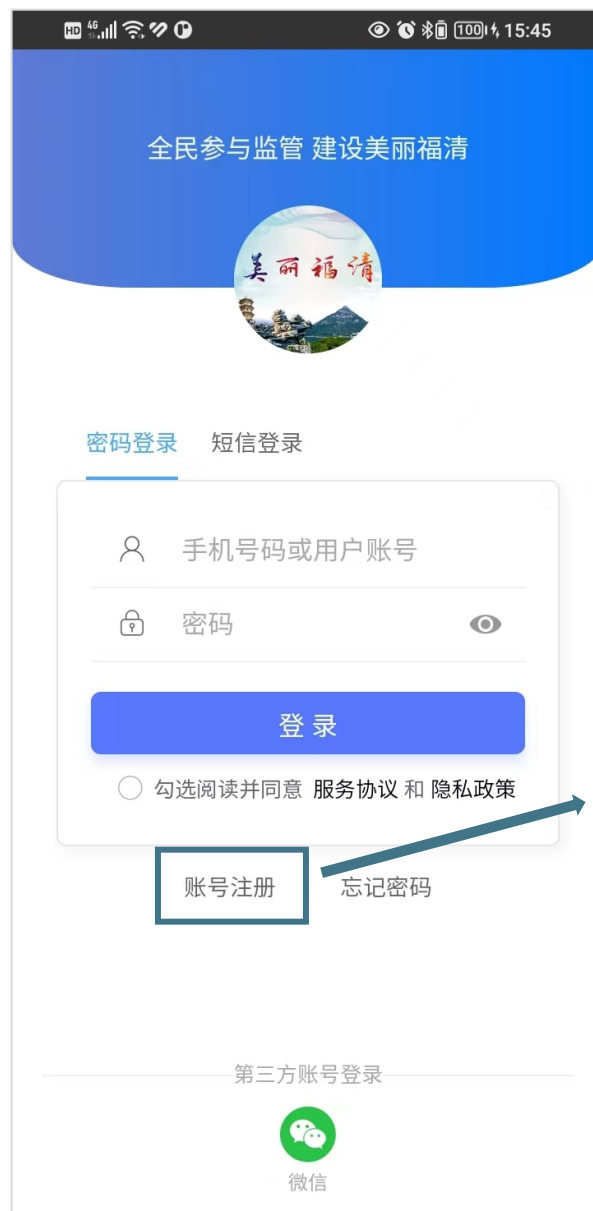 HD 4G 100 15:45
全民参与监管 建设美丽福清
美丽福清
密码登录 短信登录
手机号码或用户账号
密码
登录
勾选阅读并同意 服务协议 和 隐私政策
账号注册 忘记密码
第三方账号登录
微信